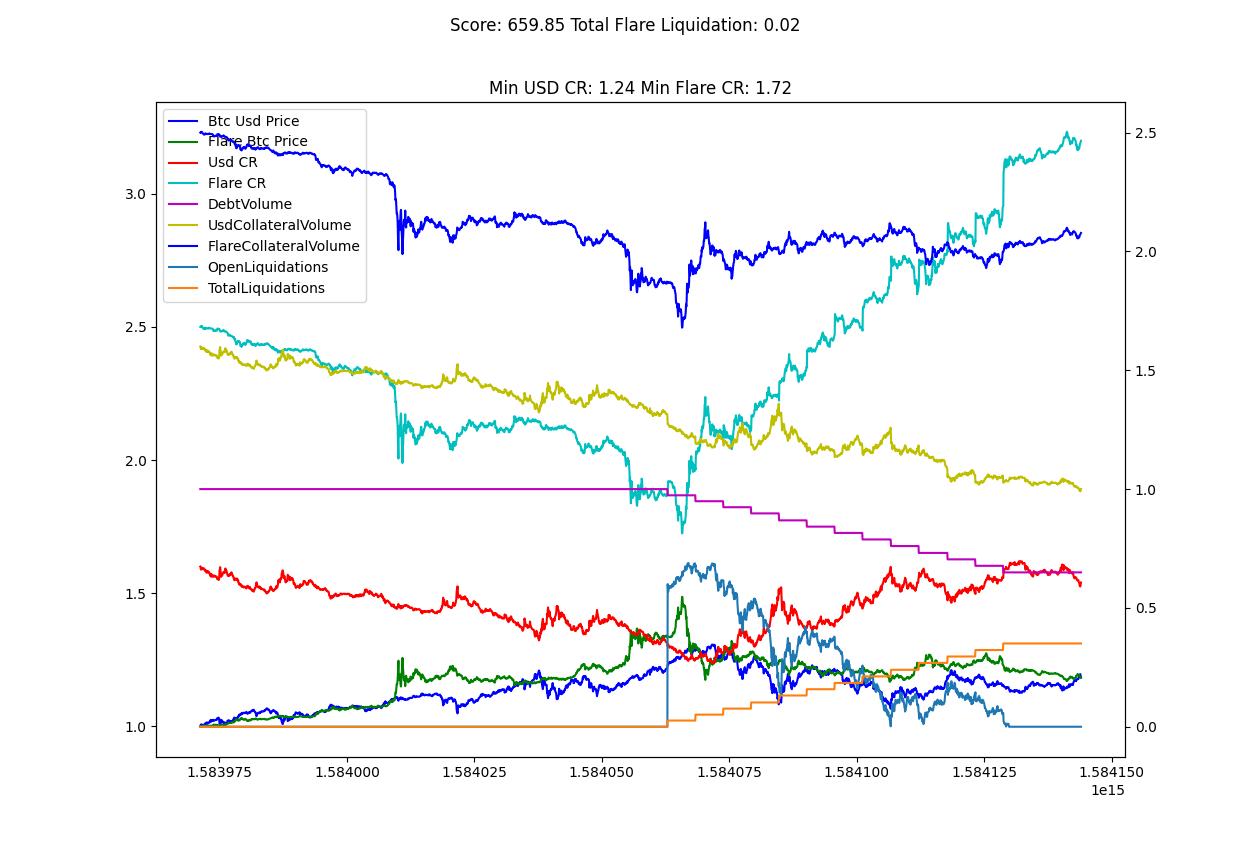 Score: 659.85 Total Flare Liquidation: 0.02
Min USD CR: 1.24 Min Flare CR: 1.72
Btc Usd Price
Flare Btc Price
Usd CR
Flare CR
DebtVolume
UsdCollateralVolume
FlareCollateralVolume
OpenLiquidations
TotalLiquidations
3.0
2.5
2.0
1.5
1.0
2.5
2.0
1.5
1.0
0.5
0.0
1.583975 1.584000 1.584025 1.584050 1.584075 1.584100 1.584125 1.584150
1e15